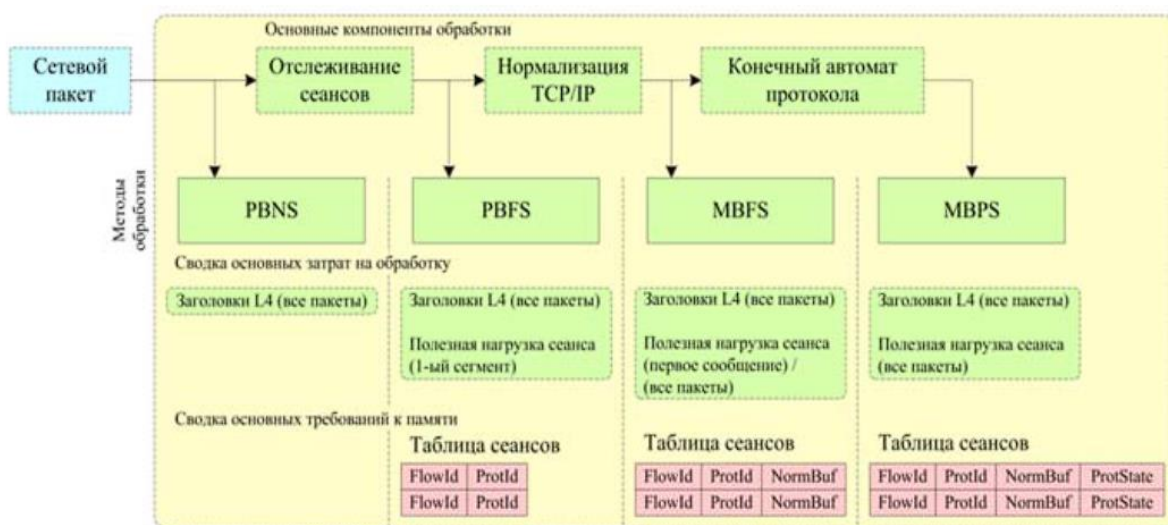 Основные компоненты обработки
Сетевой
пакет
Отслеживание
сеансов
Нормализация
TCP/IP
Конечный автомат
протокола
Методы
обработки
PBNS
PBFS
MBFS
MBPS
Сводка основных затрат на обработку
Заголовки L4 (все пакеты)
Заголовки L4 (все пакеты)
Полезная нагрузка сеанса
(1-ый сегмент)
Заголовки L4 (все пакеты)
Полезная нагрузка сеанса
(первое сообщение) /
(все пакеты)
Заголовки L4 (все пакеты)
Полезная нагрузка сеанса
(все пакеты)
Сводка основных требований к памяти
Таблица сеансов
FlowId ProtId
FlowId ProtId
Таблица сеансов
FlowId ProtId NormBuf
FlowId ProtId NormBuf
Таблица сеансов
FlowId ProtId NormBuf ProtState
FlowId ProtId NormBuf ProtState